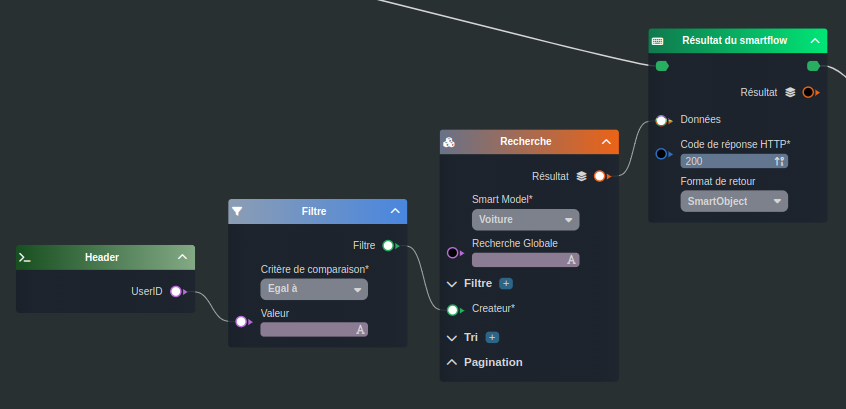 Résultat du smartflow
Résultat
Données
Code de réponse HTTP*
200
Format de retour
SmartObject
Recherche
Résultat
Smart Model*
Voiture
Recherche Globale
A
Filtre +
Createur*
Tri +
Pagination
Filtre
Filtre
Critère de comparaison*
Egal à
Valeur
A
Header
UserID